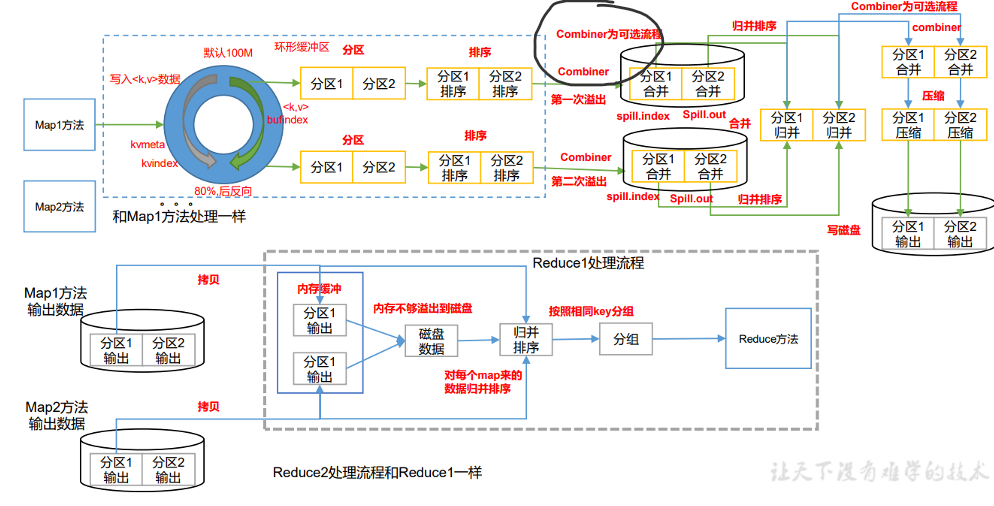 Combiner为可选流程
默认100M
环形缓冲区
分区
排序
Combiner为可选流程
归并排序
combiner
写入<k,v>数据
分区1
分区2
分区1
排序
分区2
排序
Combiner
第一次溢出
分区1
合并
分区2
合并
spill.index
Spill.out
分区1
合并
分区2
合并
压缩
Map1方法
<k,v>
bufindex
kvmeta
kvindex
80%,后反向
分区
排序
合并
分区1
归并
分区2
归并
分区1
压缩
分区2
压缩
分区1
分区2
分区1
排序
分区2
排序
Combiner
第二次溢出
分区1
合并
分区2
合并
spill.index
Spill.out
归并排序
Map2方法
和Map1方法处理一样
写磁盘
分区1
输出
分区2
输出
Reduce1处理流程
拷贝
Map1方法
输出数据
分区1
输出
分区2
输出
内存缓冲
分区1
输出
分区1
输出
内存不够溢出到磁盘
磁盘
数据
归并
排序
按照相同key分组
分组
Reduce方法
对每个map来的
数据归并排序
Map2方法
输出数据
拷贝
分区1
输出
分区2
输出
Reduce2处理流程和Reduce1一样
让天下没有难学的技术